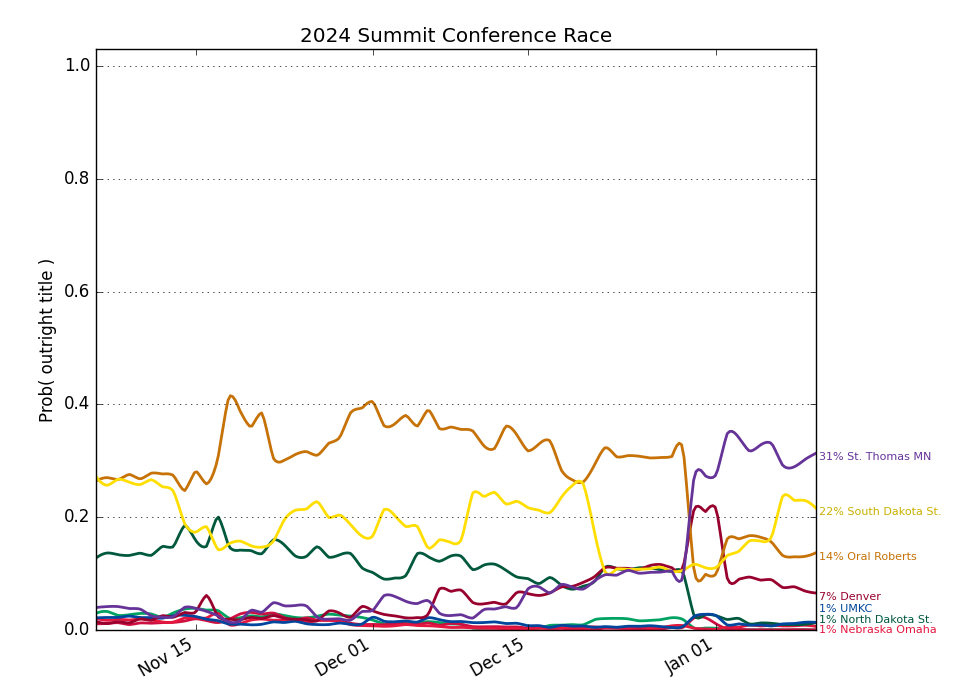 2024 Summit Conference Race
1.0
0.8
0.6
0.4
0.2
0.0
Prob( outright title )
Nov 15
Dec 01
Dec 15
Jan 01
31% St. Thomas MN
22% South Dakota St.
14% Oral Roberts
7% Denver
1% UMKC
1% North Dakota St.
1% Nebraska Omaha